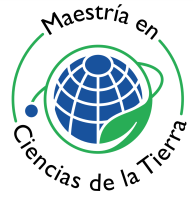 Maestría en
Ciencias de la Tierra